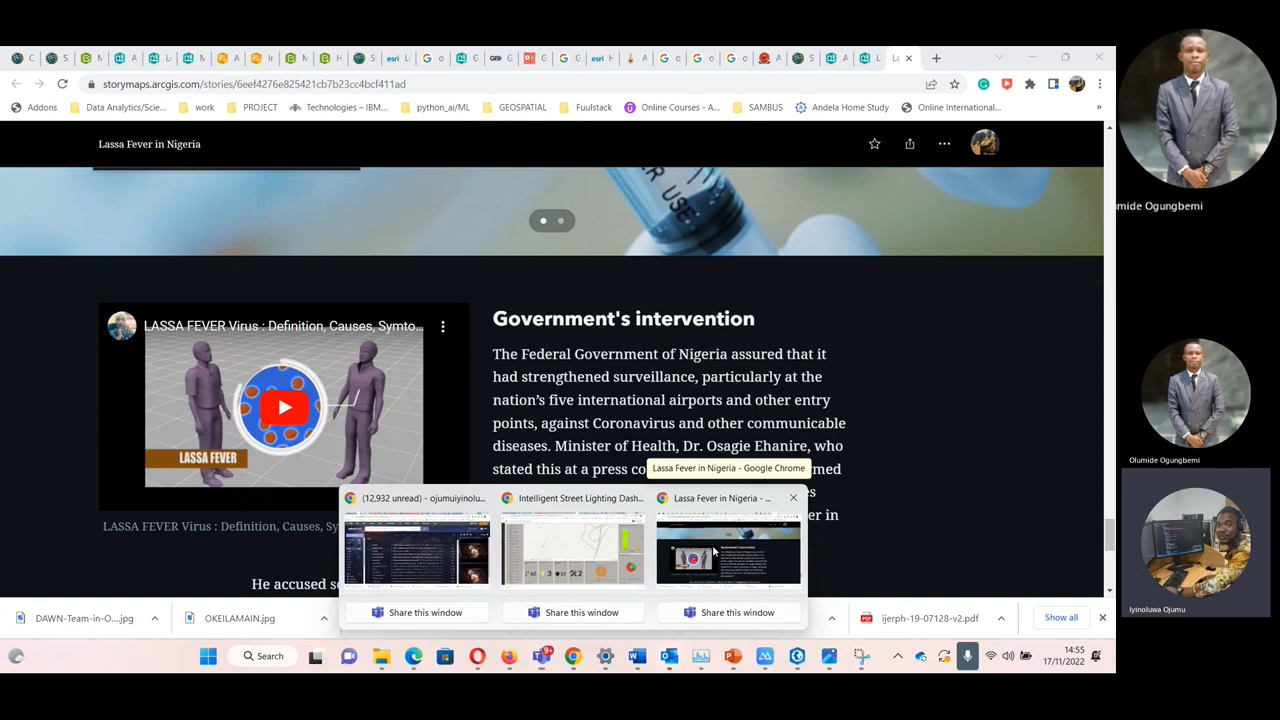 storymaps.arcgis.com/stories/6eef4276e825421cb7b23cc4bcf411ad
Addons
Data Analytics/Scie...
work
PROJECT
Technologies – IBM...
python_ai/ML
GEOSPATIAL
Fuulstack
Online Courses - A...
SAMBUS
Andela Home Study
Online International...
»
Lassa Fever in Nigeria
R USE
LASSA FEVER Virus : Definition, Causes, Symto...
LASSA FEVER
LASSA FEVER Virus : Definition, Causes, Sy
Government's intervention
The Federal Government of Nigeria assured that it
had strengthened surveillance, particularly at the
nation's five international airports and other entry
points, against Coronavirus and other communicable
diseases. Minister of Health, Dr. Osagie Ehanire, who
stated this at a press co
rmed
Lassa Fever in Nigeria - Google Chrome
er in
He accused s
(12,932 unread) - ojumuiyinolu...
Intelligent Street Lighting Dash...
Lassa Fever in Nigeria - ...
Share this window
Share this window
Share this window
DAWN-Team-in-O....jpg
OKEILAMAIN.jpg
ijerph-19-07128-v2.pdf
Show all
Search
9+
14:55
17/11/2022
mide Ogungbemi
Olumide Ogungbemi
Iyinoluwa Ojumu